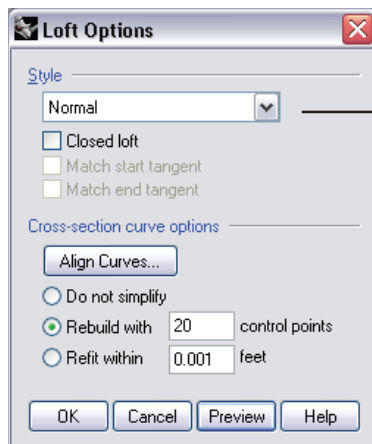 Loft Options
Style
Normal
Closed loft
Match start tangent
Match end tangent
Cross-section curve options
Align Curves...
Do not simplify
Rebuild with 20 control points
Refit within 0.001 feet
OK Cancel Preview Help